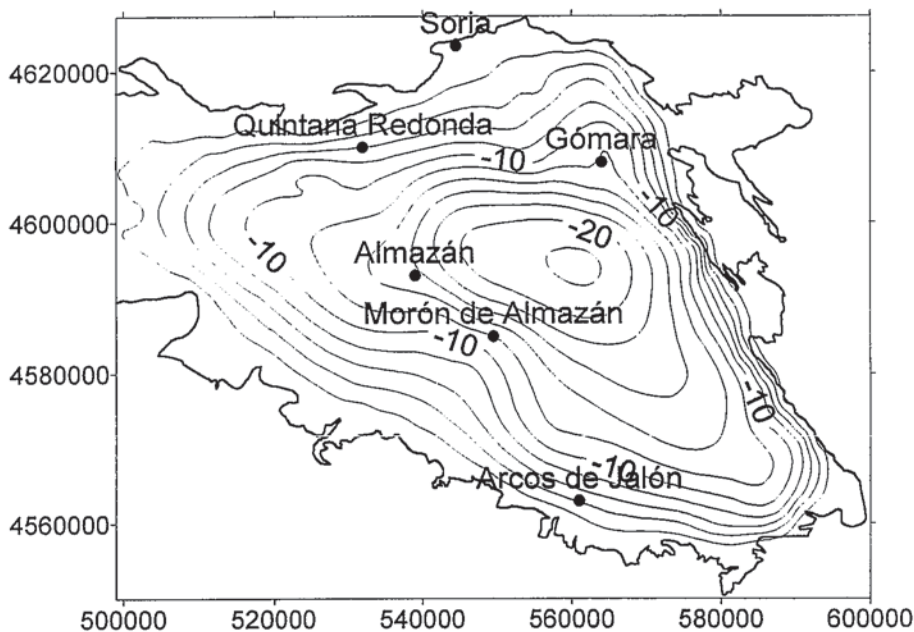 Soria
4620000
Quintana Redonda
Gómara
-10
-10
4600000
-20
-10
Almazán
Morón de Almazán
-10
4580000
-10
-10
Arcos de Jalón
4560000
500000 520000 540000 560000 580000 600000